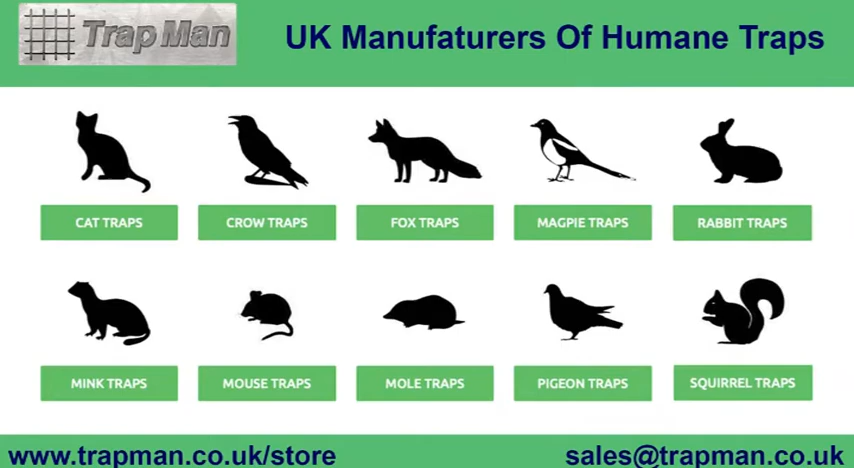 Trap Man
UK Manufaturers Of Humane Traps
CAT TRAPS
CROW TRAPS
FOX TRAPS
MAGPIE TRAPS
RABBIT TRAPS
MINK TRAPS
MOUSE TRAPS
MOLE TRAPS
PIGEON TRAPS
SQUIRREL TRAPS
www.trapman.co.uk/store
sales@trapman.co.uk